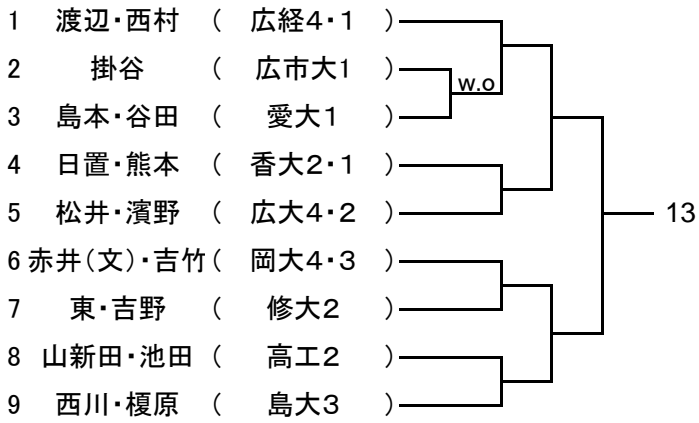 1 渡辺・西村 ( 広経4・1 )
2 掛谷 ( 広市大1 )
w.o
3 島本・谷田 ( 愛大1 )
4 日置・熊本 ( 香大2・1 )
5 松井・濱野 ( 広大4・2 )
13
6 赤井(文)・吉竹 ( 岡大4・3 )
7 東・吉野 ( 修大2 )
8 山新田・池田 ( 高工2 )
9 西川・榎原 ( 島大3 )